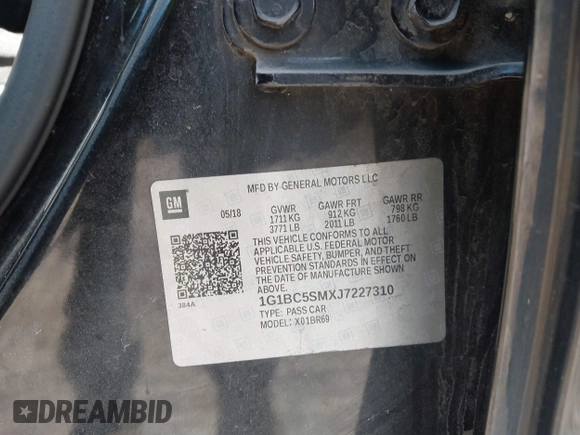 MFD BY GENERAL MOTORS LLC
GM
05/18
GVWR GAWR FRT GAWR RR
1711 KG 912 KG 798 KG
3771 LB 2011 LB 1760 LB
THIS VEHICLE CONFORMS TO ALL
APPLICABLE U.S. FEDERAL MOTOR
VEHICLE SAFETY, BUMPER, AND THEFT
PREVENTION STANDARDS IN EFFECT ON
THE DATE OF MANUFACTURE SHOWN
ABOVE.
384A
1G1BC5SMXJ7227310
TYPE: PASS CAR
MODEL: X01BR69
DREAMBID